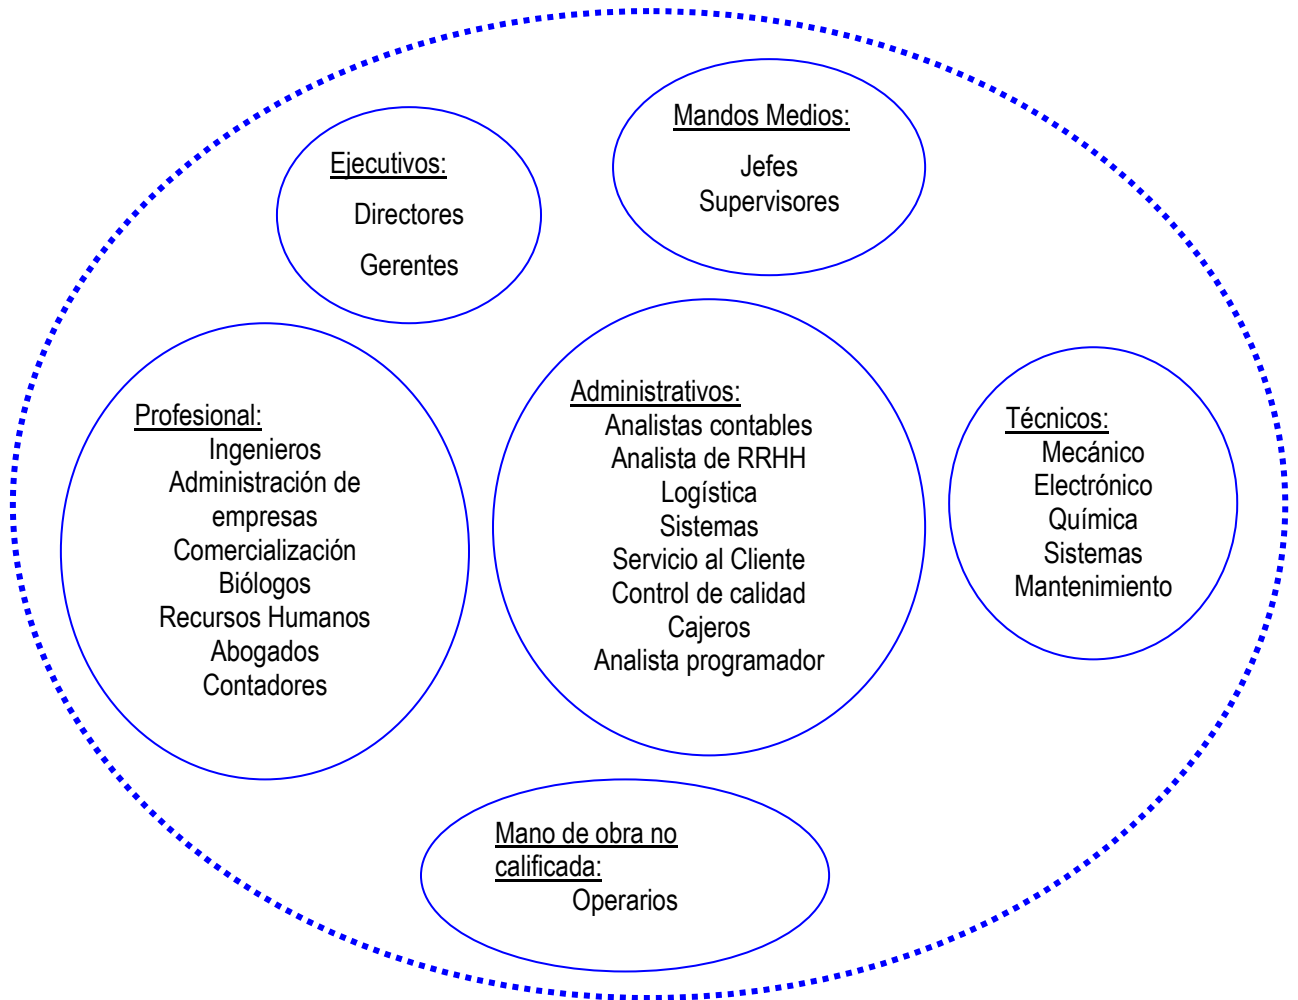 Mandos Medios:
Jefes
Supervisores
Ejecutivos:
Directores
Gerentes
Profesional:
Ingenieros
Administración de
empresas
Comercialización
Biólogos
Recursos Humanos
Abogados
Contadores
Administrativos:
Analistas contables
Analista de RRHH
Logística
Sistemas
Servicio al Cliente
Control de calidad
Cajeros
Analista programador
Técnicos:
Mecánico
Electrónico
Química
Sistemas
Mantenimiento
Mano de obra no
calificada:
Operarios